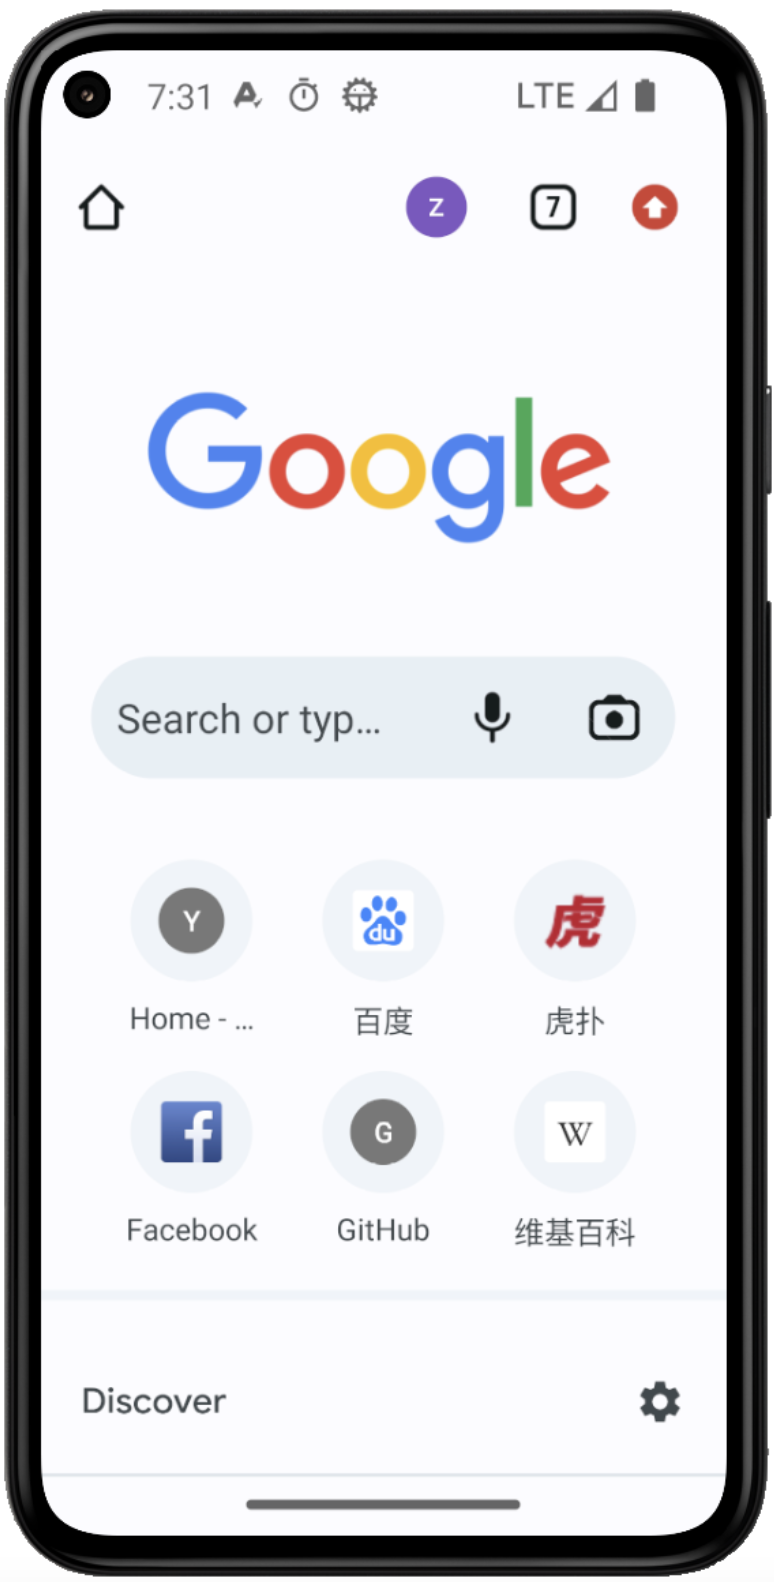 7:31 LTE
Z 7
Google
Search or typ...
Y du 虎
Home - ... 百度 虎扑
f G W
Facebook GitHub 维基百科
Discover